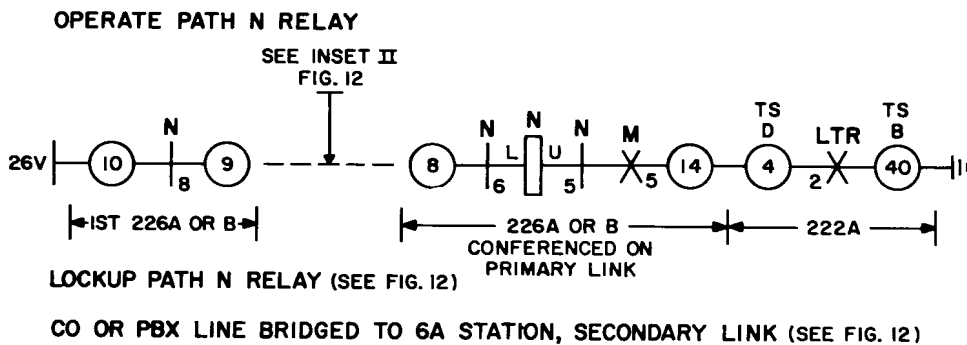 OPERATE PATH N RELAY
SEE INSET II
FIG. 12
26V 10 N 8 9 8 N 6 L N U N 5 M 5 14 TS D 4 LTR 2 TS B 40
1ST 226A OR B
226A OR B
CONFERENCED ON
PRIMARY LINK
222A
LOCKUP PATH N RELAY (SEE FIG. 12)
CO OR PBX LINE BRIDGED TO 6A STATION, SECONDARY LINK (SEE FIG. 12)